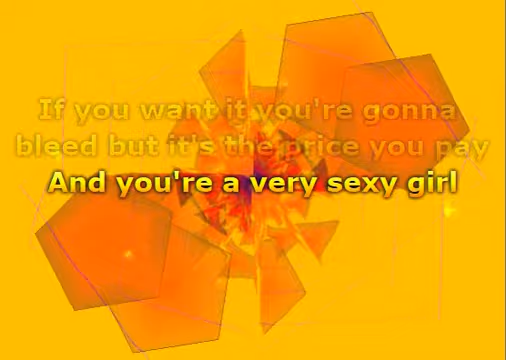 If you want it you're gonna
bleed but it's the price you pay
And you're a very sexy girl